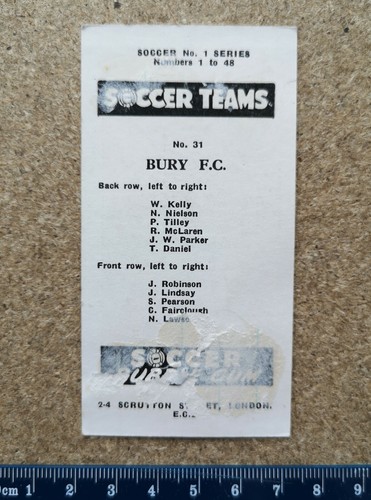 SOCCER No. 1 SERIES
Numbers 1 to 48
SOCCER TEAMS
No. 31
BURY F.C.
Back row, left to right:
W. Kelly
N. Nielson
P. Tilley
R. McLaren
J. W. Parker
T. Daniel
Front row, left to right:
J. Robinson
J. Lindsay
S. Pearson
C. Fairclough
N.
SOCCER
2-4 SCRUTTON STREET, LONDON.
E.C.
0cm 1 2 3 4 5 6 7 8 9